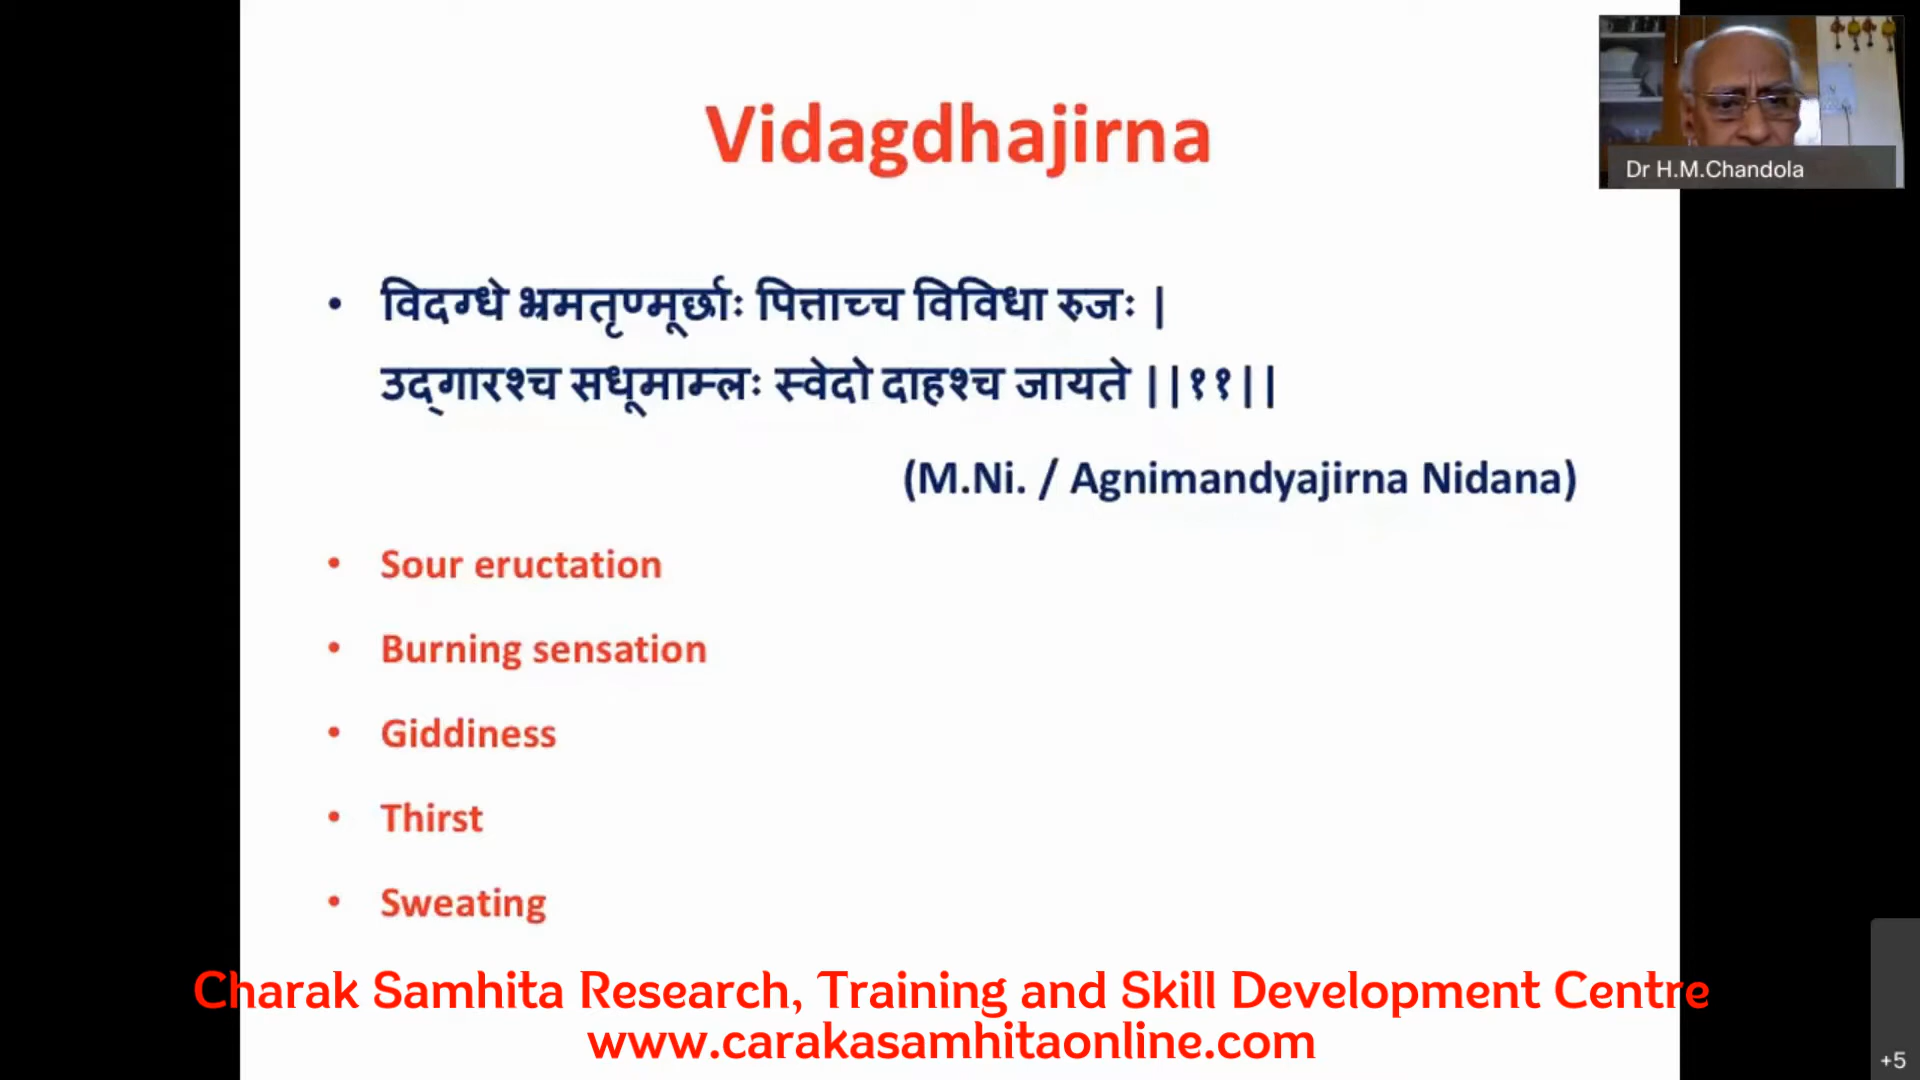 Vidagdhajirna
Dr H.M.Chandola
• विदग्धे भ्रमतृण्मूर्छाः पित्ताच्च विविधा रुजः |
उद्गारश्च सधूमाम्लः स्वेदो दाहश्च जायते ||११||
(M.Ni. / Agnimandyajirna Nidana)
• Sour eructation
• Burning sensation
• Giddiness
• Thirst
• Sweating
Charak Samhita Research, Training and Skill Development Centre
www.carakasamhitaonline.com
+5